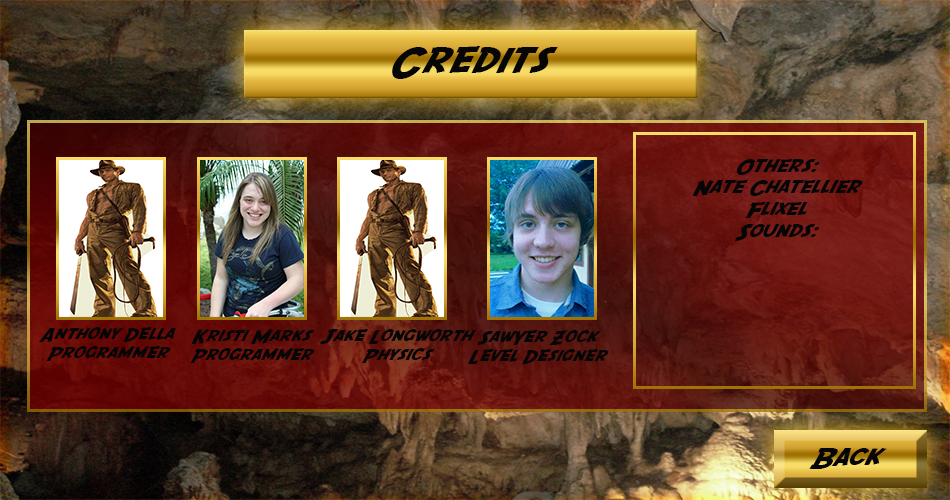 Credits
Anthony Della
Programmer
Kristi Marks
Programmer
Jake Longworth
Physics
Sawyer Zock
Level Designer
Others:
Nate Chatellier
Flixel
Sounds:
Back